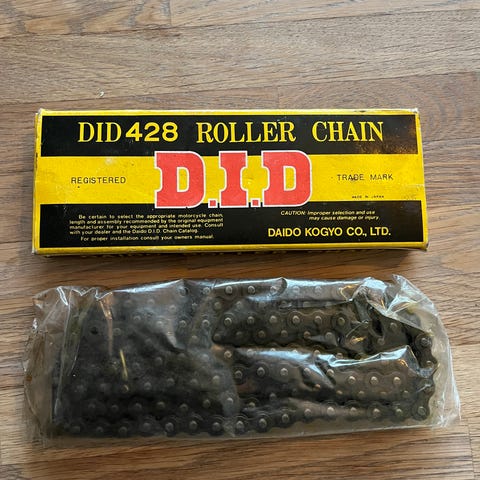 DID 428 ROLLER CHAIN
REGISTERED
D.I.D
TRADE MARK
MADE IN JAPAN
Be certain to select the appropriate motorcycle chain,
length and assembly recommended by the original equipment
manufacturer for your equipment and intended use. Consult
with your dealer and the Daido D.I.D. Chain Catalog.
For proper installation consult your owners manual.
CAUTION: Improper selection and use
may cause damage or injury.
DAIDO KOGYO CO., LTD.